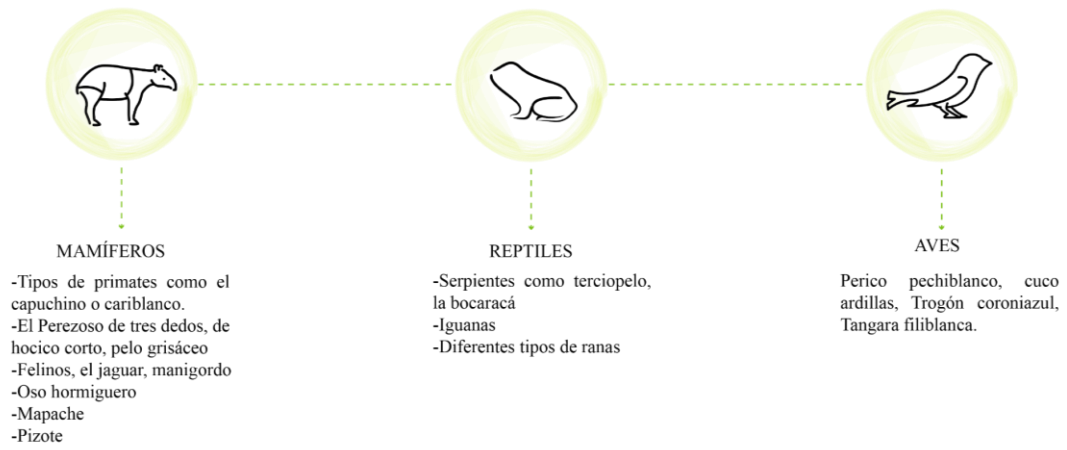 MAMÍFEROS
-Tipos de primates como el
capuchino o cariblanco.
-El Perezoso de tres dedos, de
hocico corto, pelo grisáceo
-Felinos, el jaguar, manigordo
-Oso hormiguero
-Mapache
-Pizote
REPTILES
-Serpientes como terciopelo,
la bocaracá
-Iguanas
-Diferentes tipos de ranas
AVES
Perico pechiblanco, cuco
ardillas, Trogón coroniazul,
Tangara filiblanca.